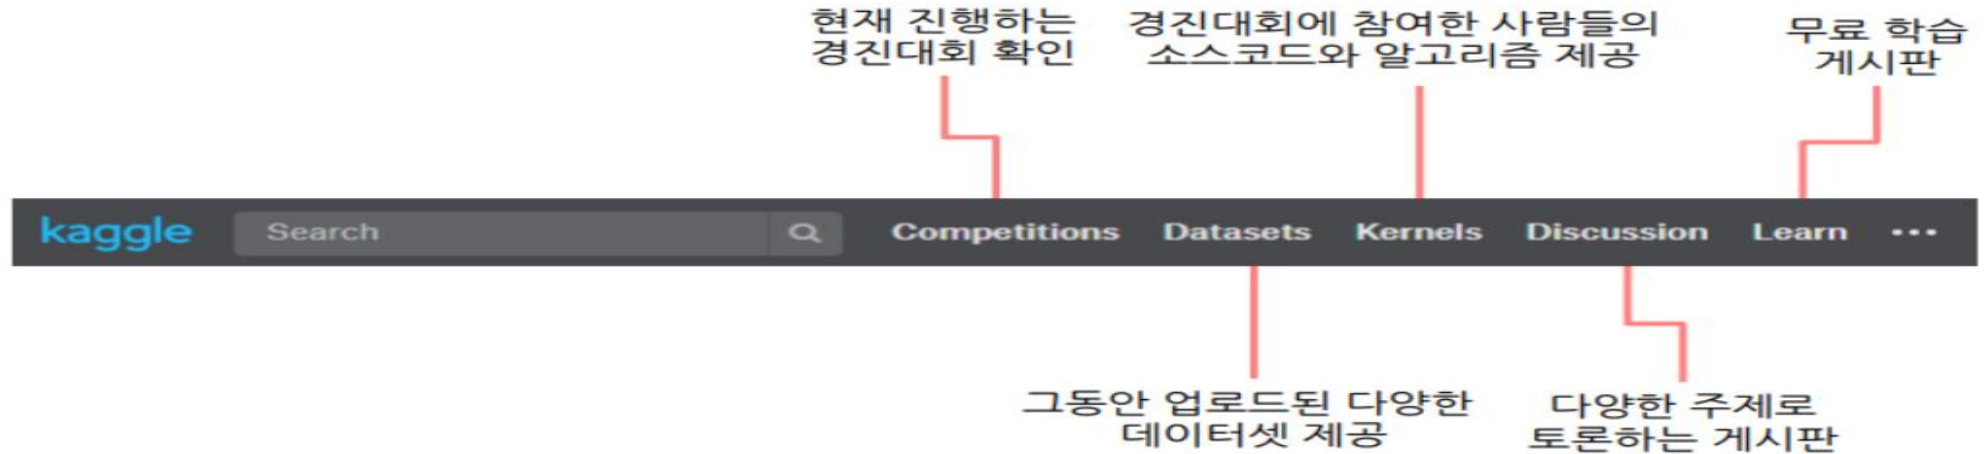 현재 진행하는
경진대회 확인
경진대회에 참여한 사람들의
소스코드와 알고리즘 제공
무료 학습
게시판
kaggle Search Competitions Datasets Kernels Discussion Learn •••
그동안 업로드된 다양한
데이터셋 제공
다양한 주제로
토론하는 게시판